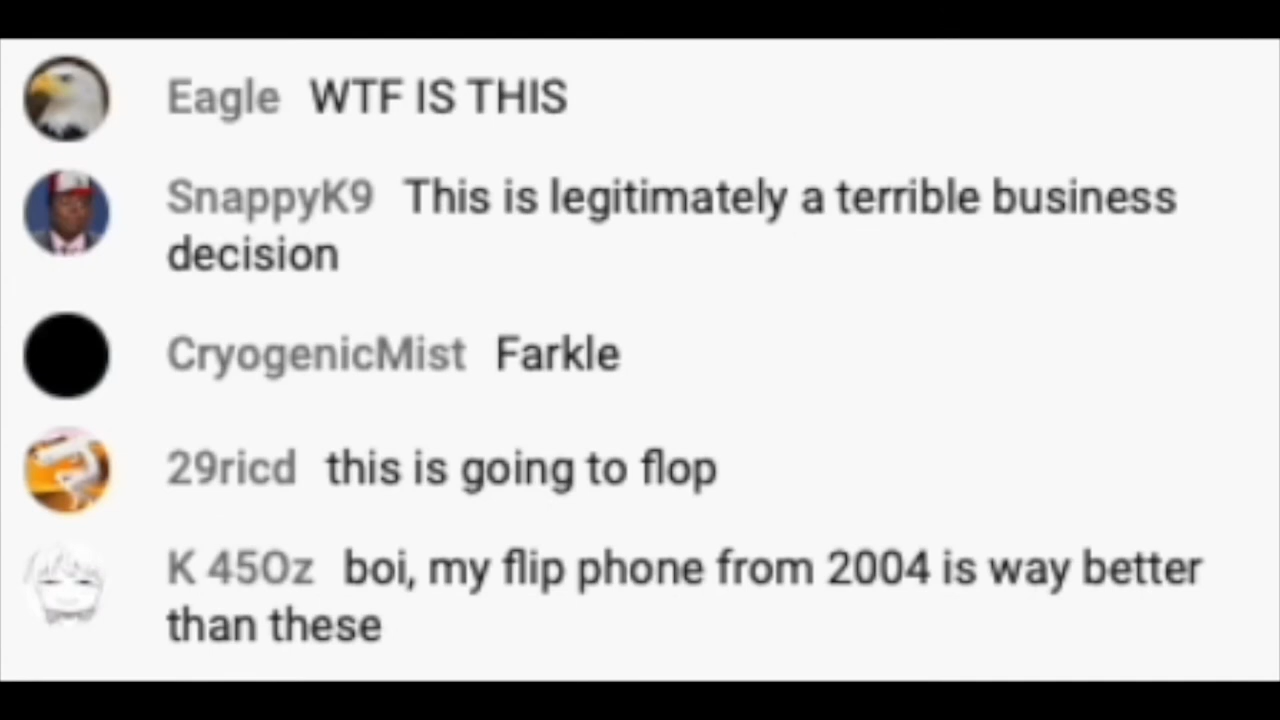 Eagle WTF IS THIS
SnappyK9 This is legitimately a terrible business
decision
CryogenicMist Farkle
29ricd this is going to flop
K 45Oz boi, my flip phone from 2004 is way better
than these